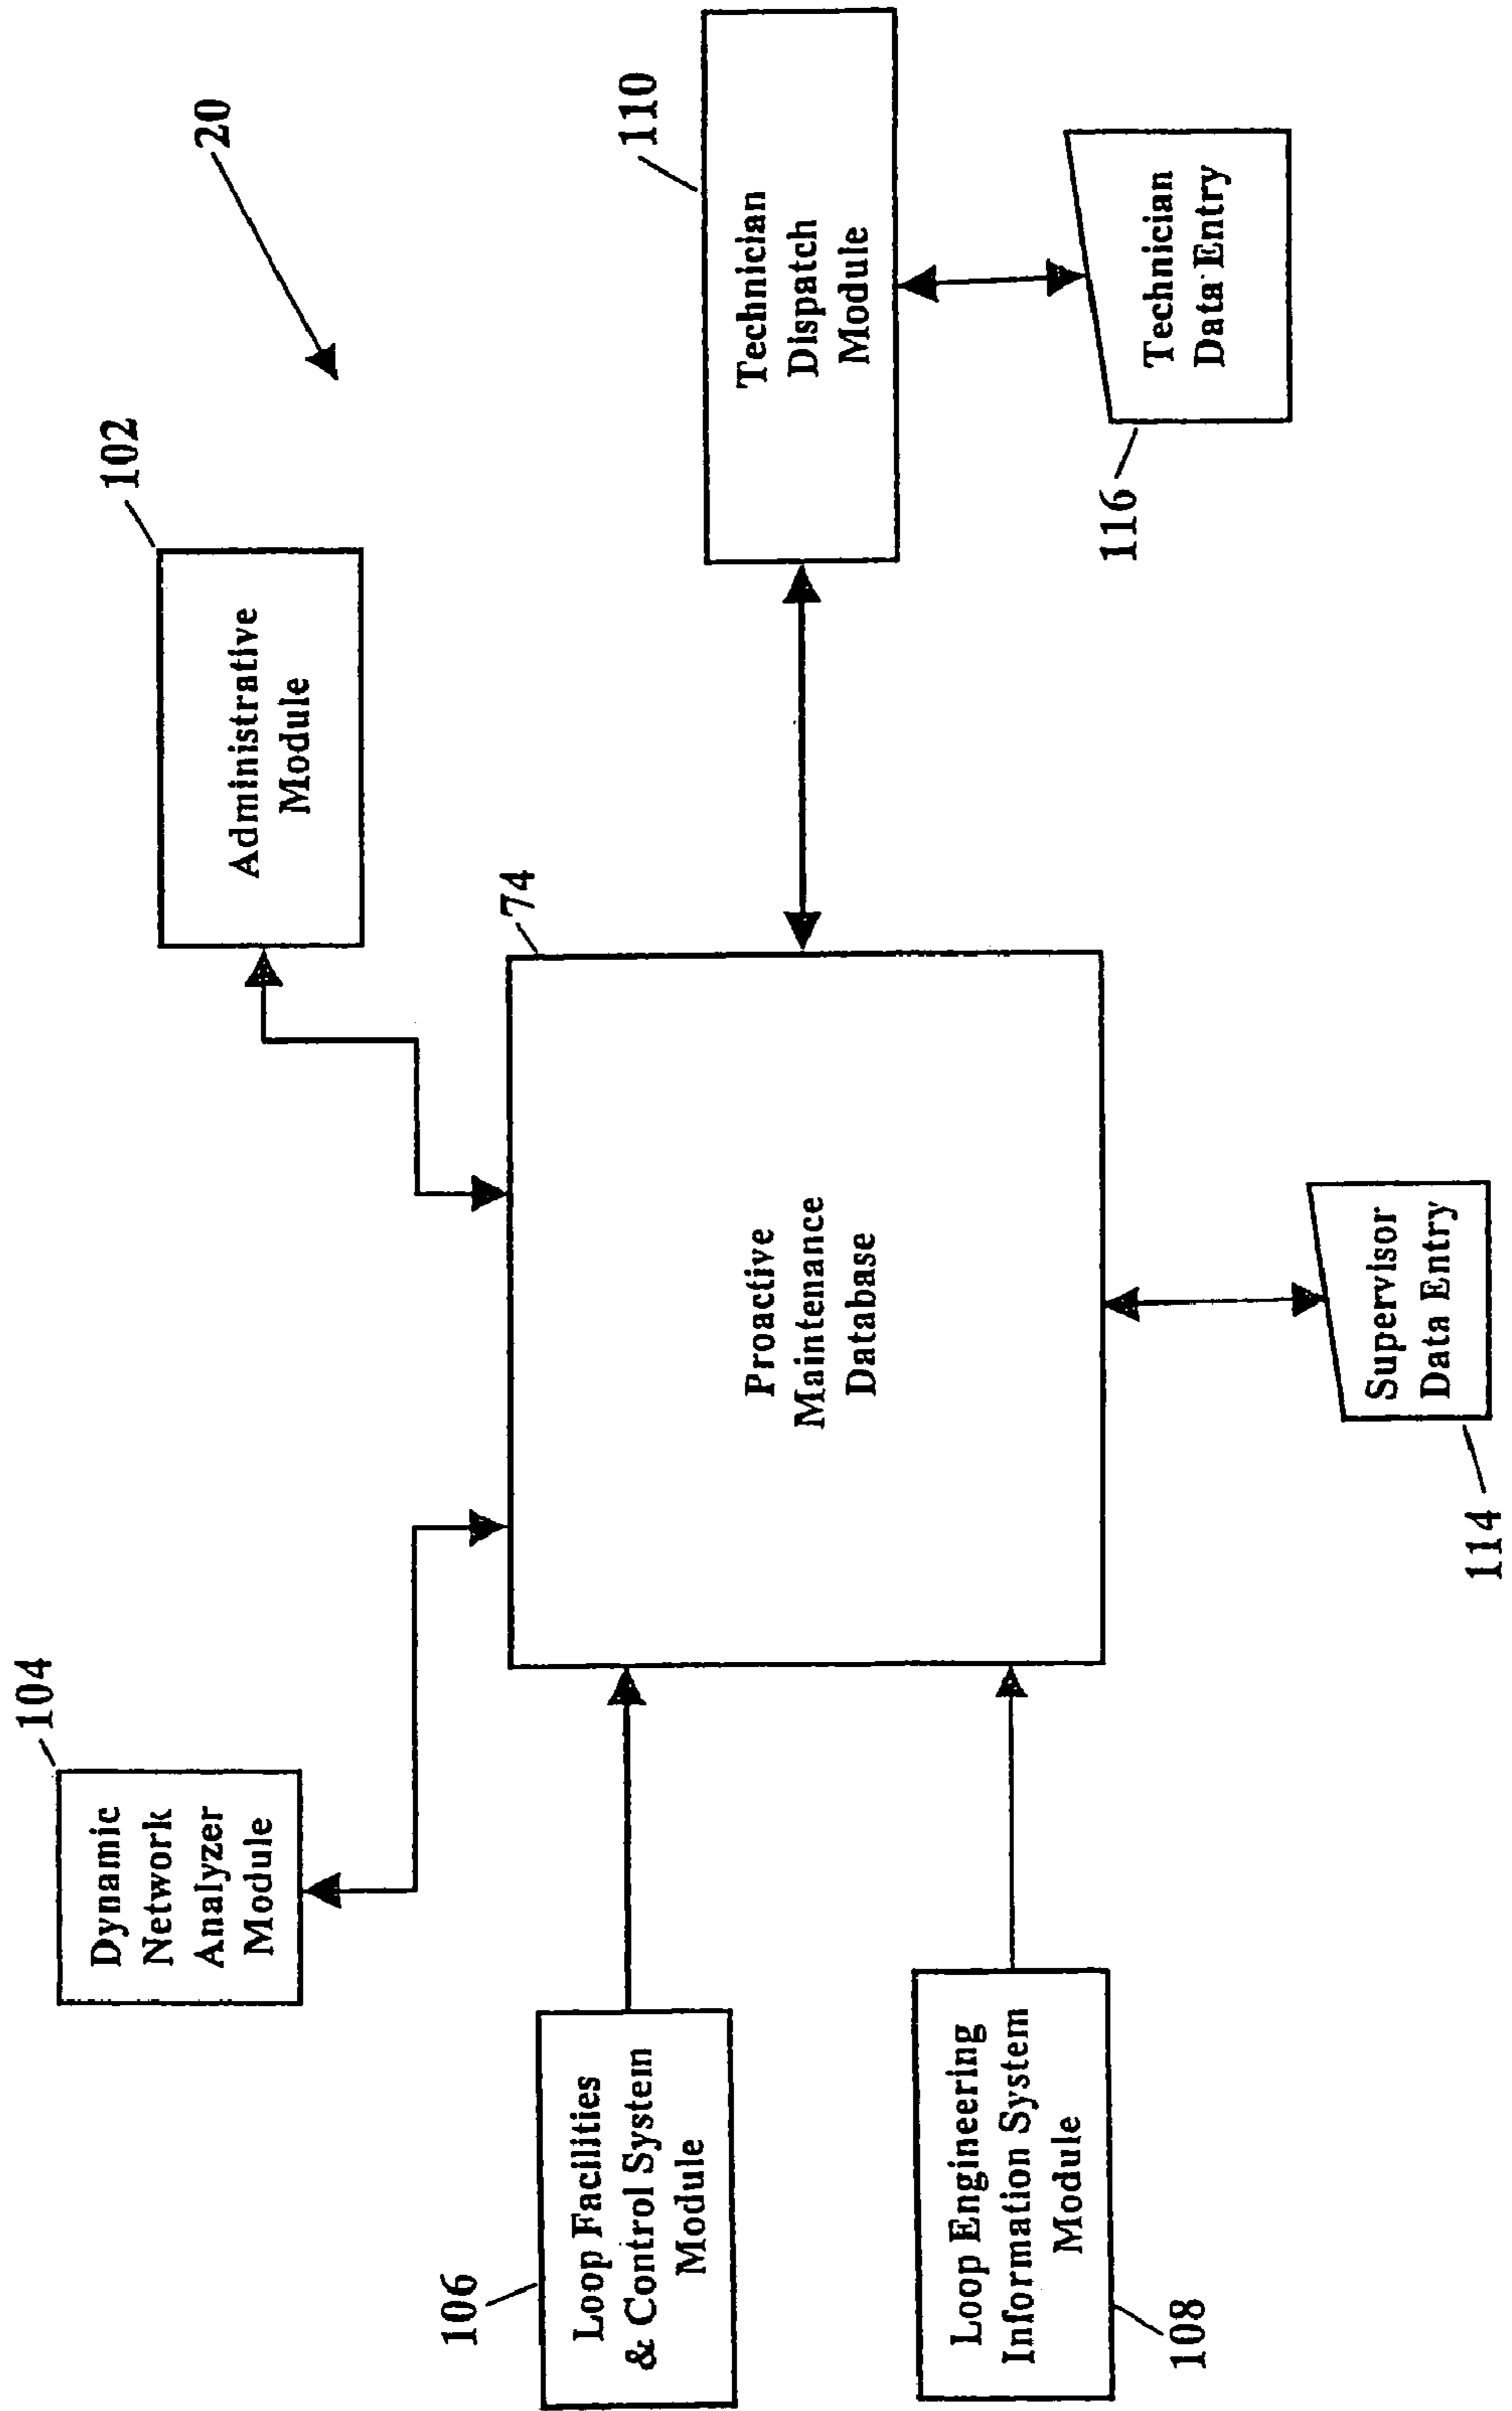 20
104
Dynamic
Network
Analyzer
Module
102
Administrative
Module
106
Loop Facilities
& Control System
Module
74
Proactive
Maintenance
Database
110
Technician
Dispatch
Module
108
Loop Engineering
Information System
Module
114
Supervisor
Data Entry
116
Technician
Data Entry